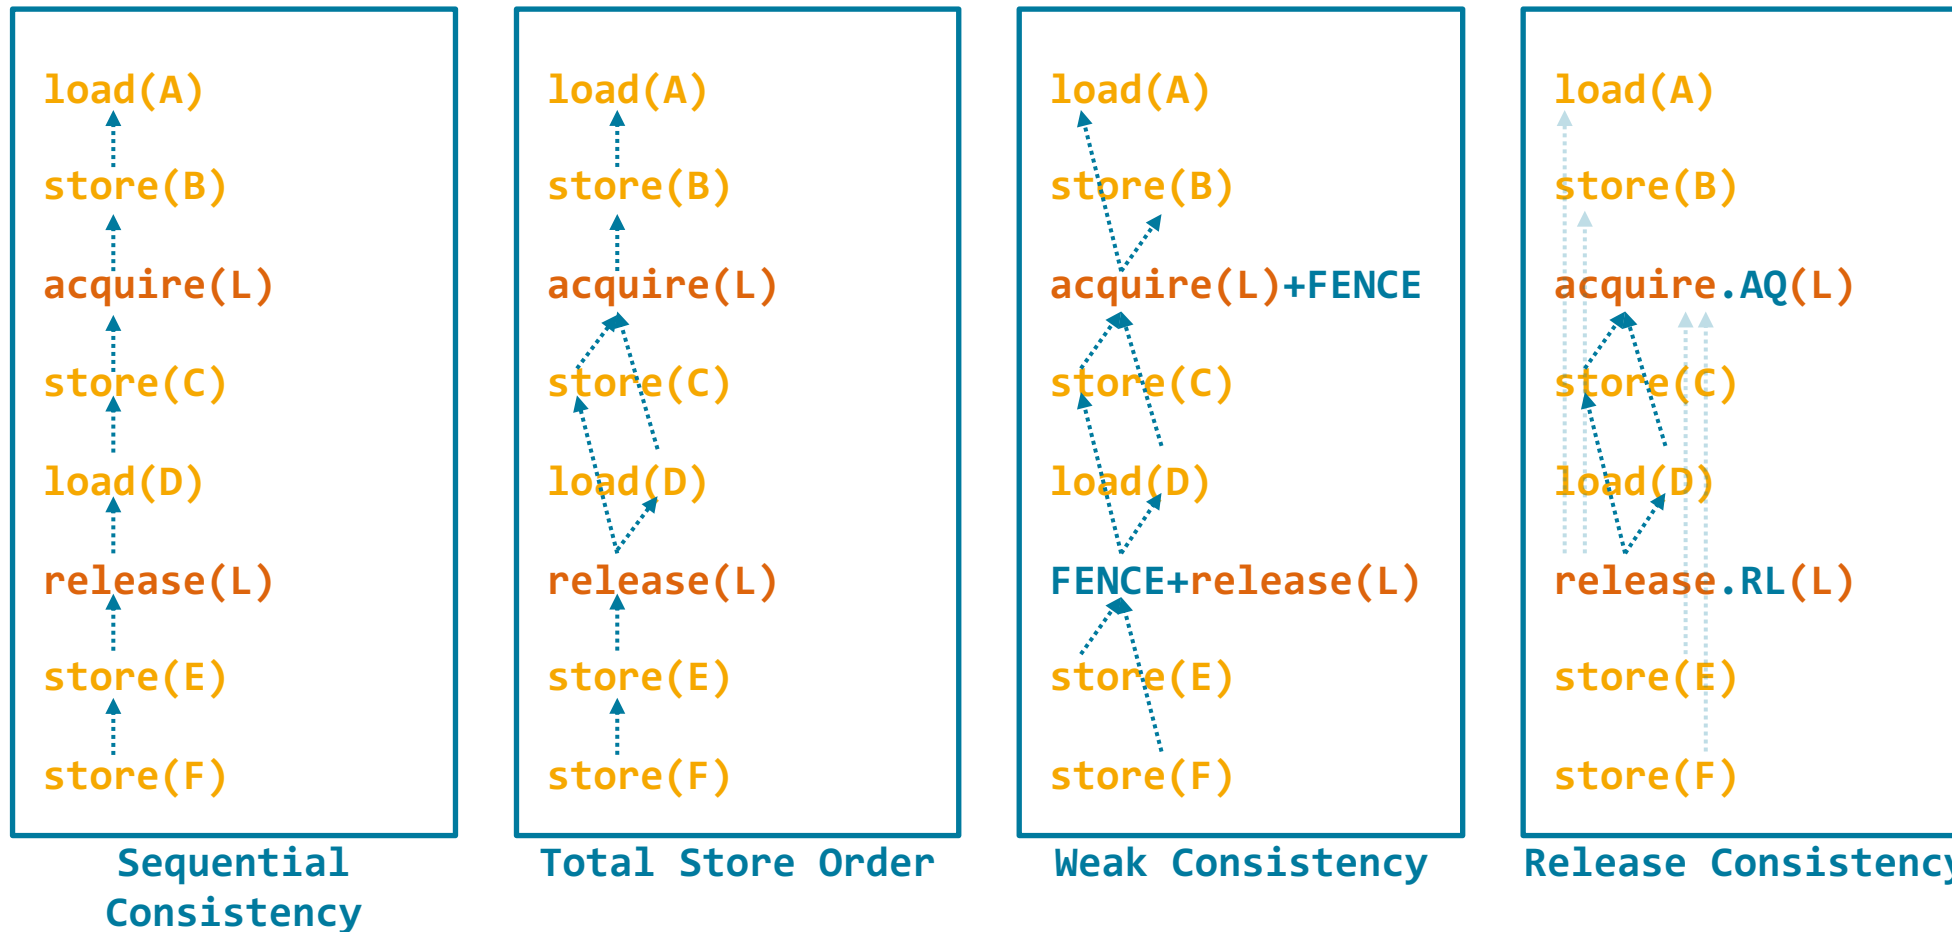 load(A)
store(B)
acquire(L)
store(C)
load(D)
release(L)
store(E)
store(F)
Sequential
Consistency
load(A)
store(B)
acquire(L)
store(C)
load(D)
release(L)
store(E)
store(F)
Total Store Order
load(A)
store(B)
acquire(L)+FENCE
store(C)
load(D)
FENCE+release(L)
store(E)
store(F)
Weak Consistency
load(A)
store(B)
acquire.AQ(L)
store(C)
load(D)
release.RL(L)
store(E)
store(F)
Release Consistency